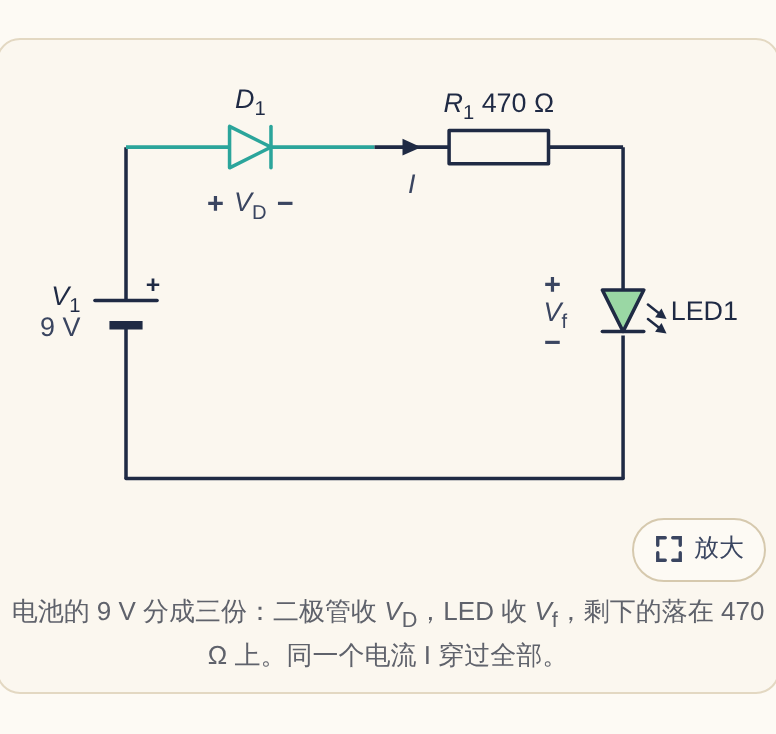 D1
R1 470 Ω
I
+ VD −
+
V1
9 V
+
Vf
−
LED1
放大
电池的 9 V 分成三份：二极管收 VD，LED 收 Vf，剩下的落在 470
Ω 上。同一个电流 I 穿过全部。